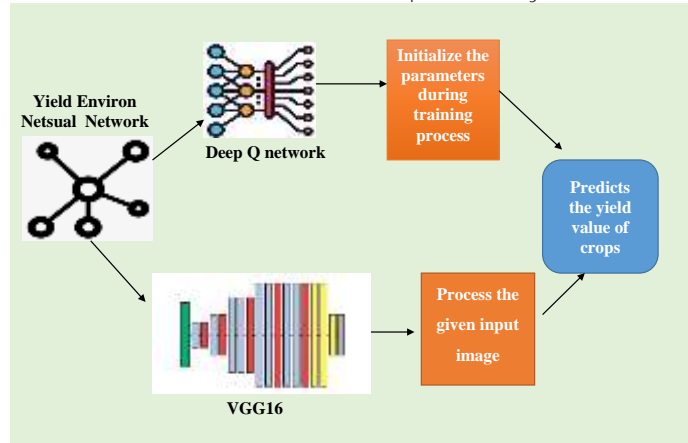 Yield Environ
Netsual Network
Deep Q network
Initialize the
parameters
during
training
process
Predicts
the yield
value of
crops
VGG16
Process the
given input
image